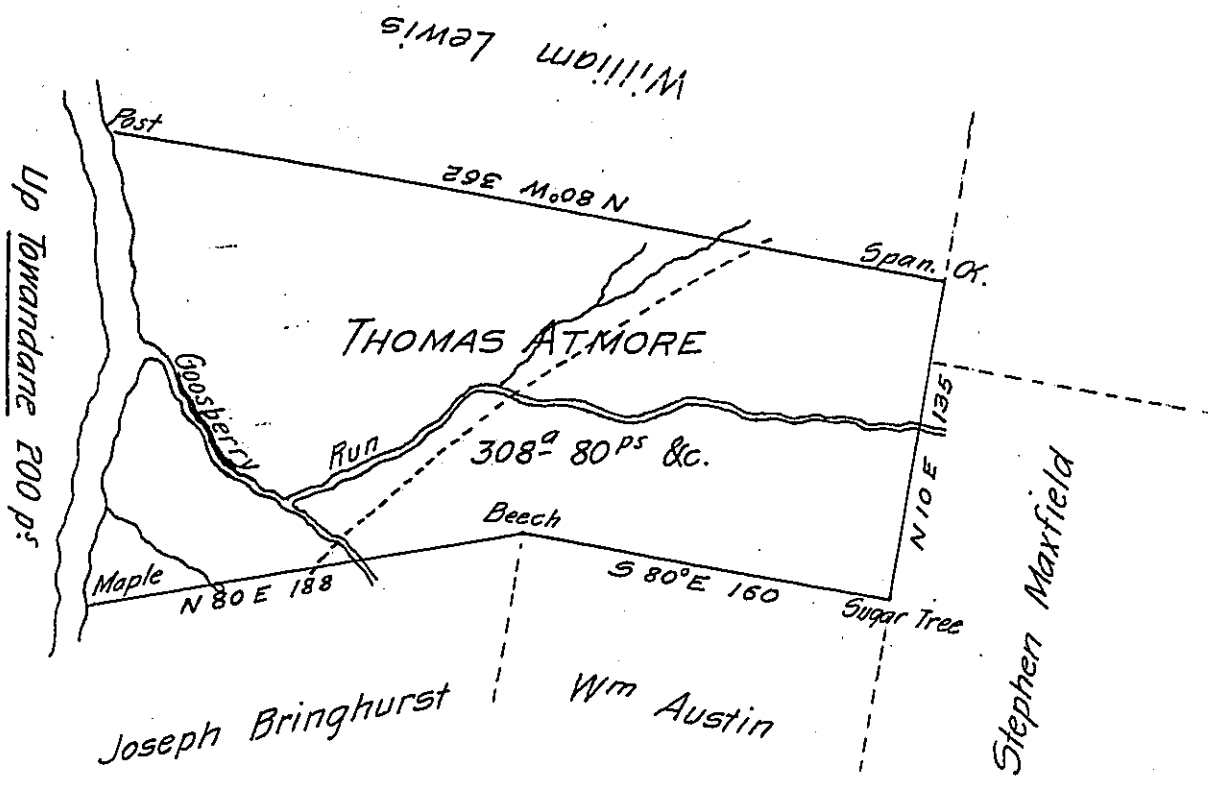 William Lewis
Post
N 80°W 362
Span. Ok.
THOMAS ATMORE
Goosberry
Run
308a 80ps &c.
135
N 10 E
Beech
Maple
N 80 E 188
S 80°E 160
Sugar Tree
Up Towandane 200 ps
Joseph Bringhurst
Wm Austin
Stephen Maxfield